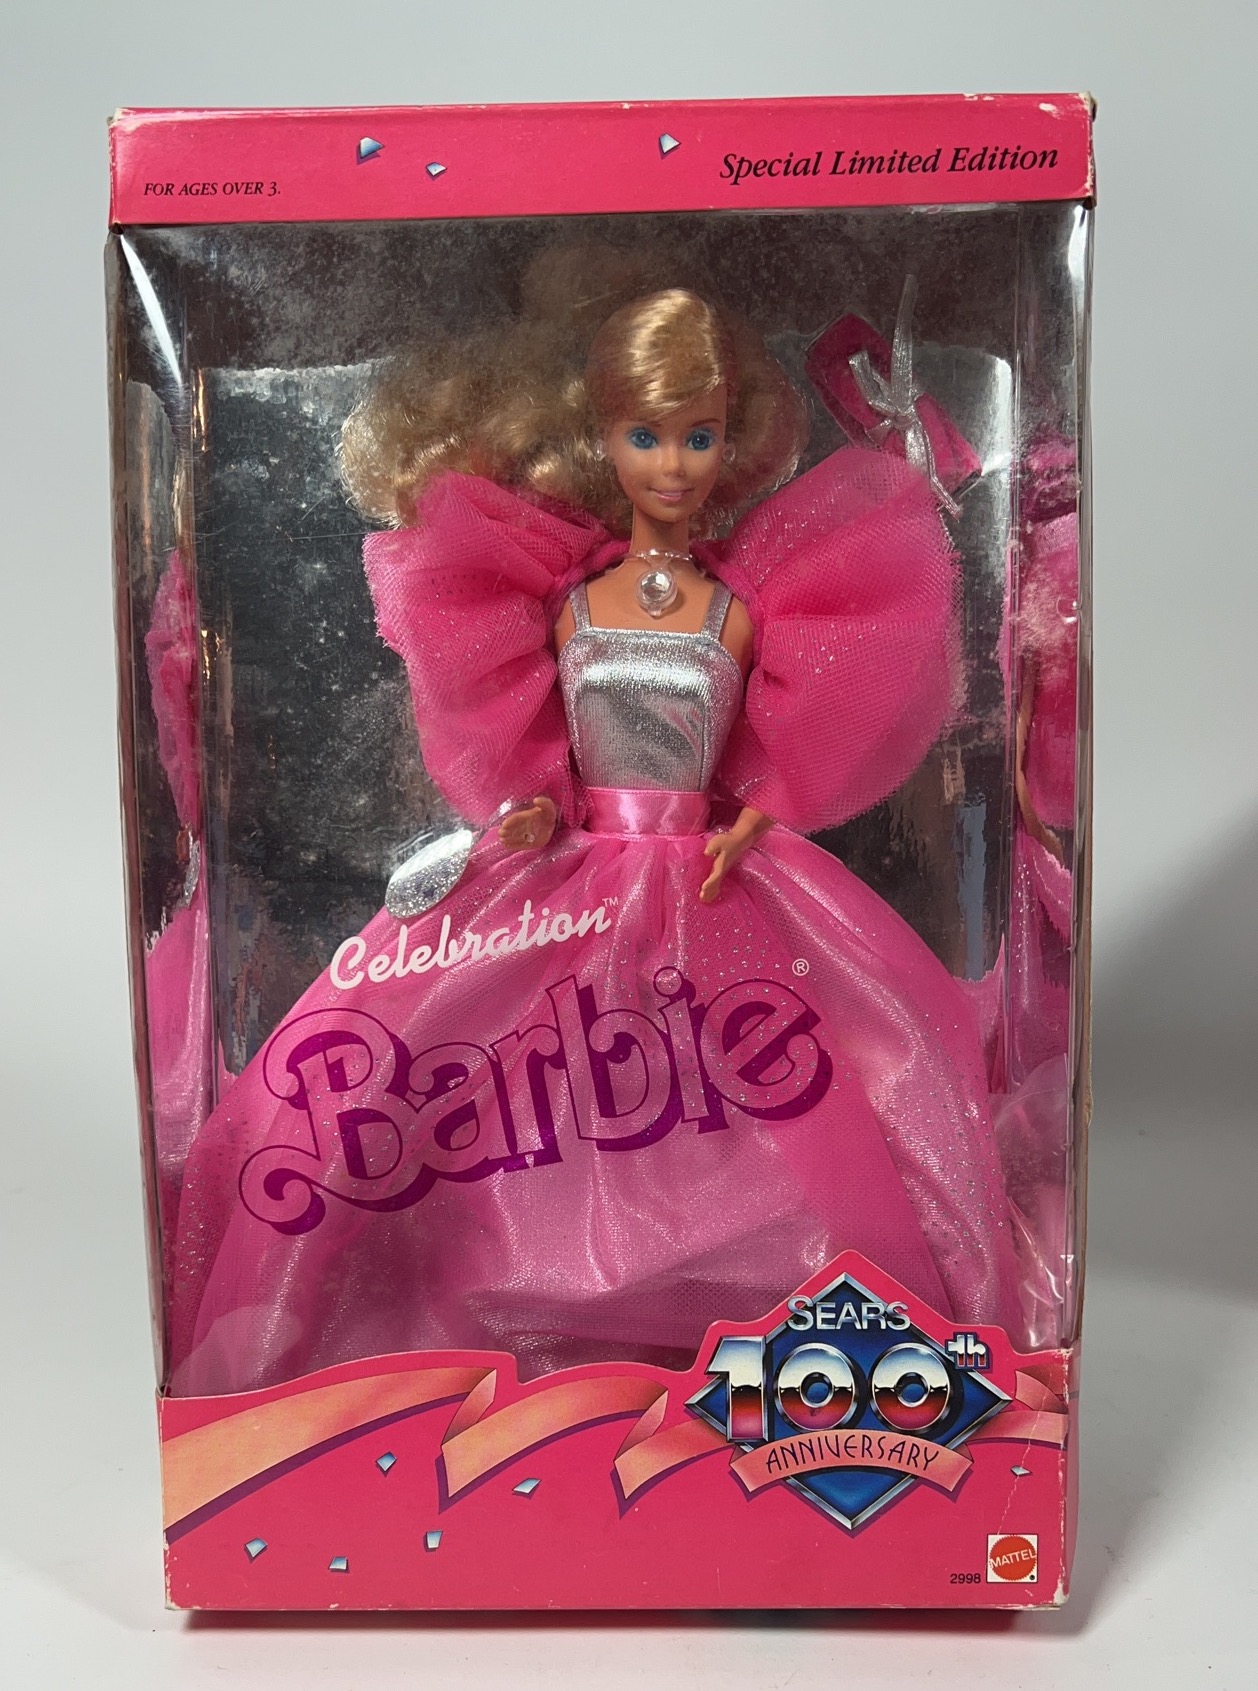 Special Limited Edition
FOR AGES OVER 3.
Celebration™
Barbie®
SEARS
100th
ANNIVERSARY
MATTEL
2998